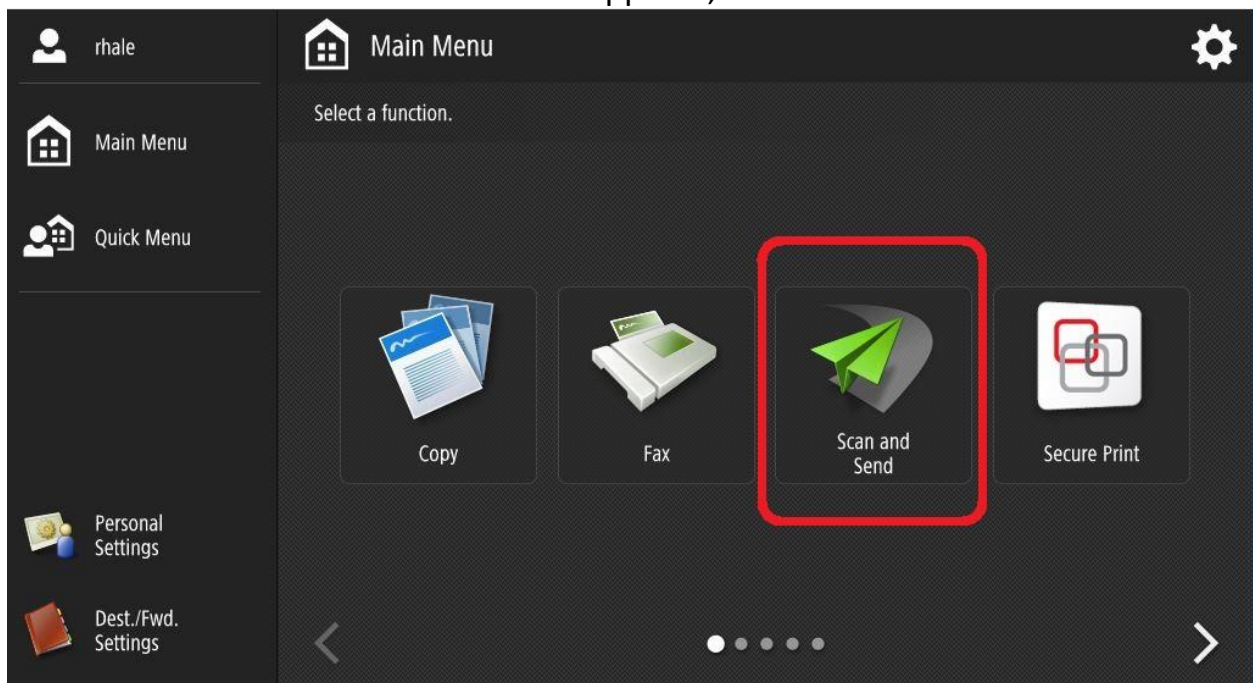 rhale
Main Menu
Quick Menu
Personal
Settings
Dest./Fwd.
Settings
Main Menu
Select a function.
Copy
Fax
Scan and
Send
Secure Print